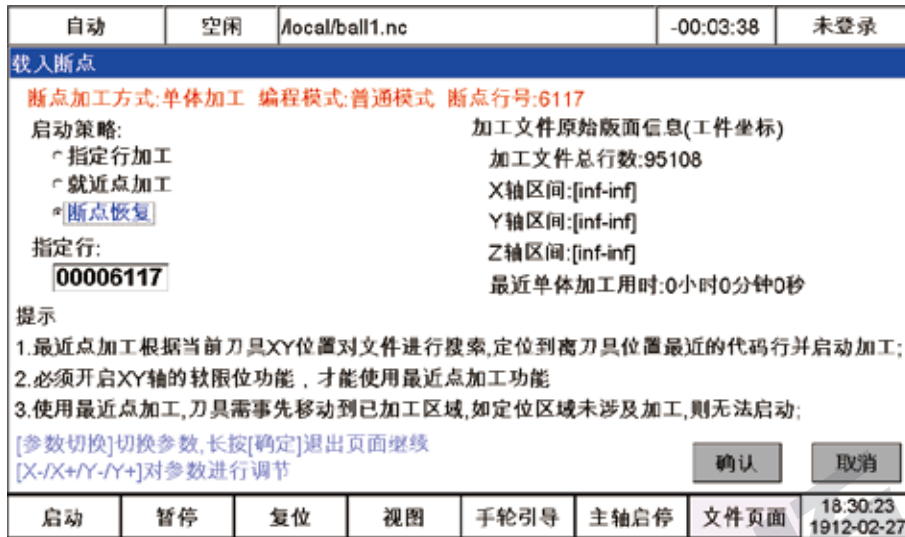 自动 空闲 /local/ball1.nc -00:03:38 未登录
载入断点
断点加工方式:单体加工 编程模式:普通模式 断点行号:6117
启动策略: 加工文件原始版面信息(工件坐标)
指定行加工 加工文件总行数:95108
就近点加工 X轴区间:[inf-inf]
断点恢复 Y轴区间:[inf-inf]
指定行: Z轴区间:[inf-inf]
00006117 最近单体加工用时:0小时0分钟0秒
提示
1.最近点加工根据当前刀具XY位置对文件进行搜索,定位到离刀具位置最近的代码行并启动加工;
2.必须开启XY轴的软限位功能，才能使用最近点加工功能
3.使用最近点加工,刀具需事先移动到已加工区域,如定位区域未涉及加工,则无法启动;
[参数切换]切换参数,长按[确定]退出页面继续
[X-/X+/Y-/Y+]对参数进行调节
确认 取消
启动 暂停 复位 视图 手轮引导 主轴启停 文件页面 18:30:23
1912-02-27